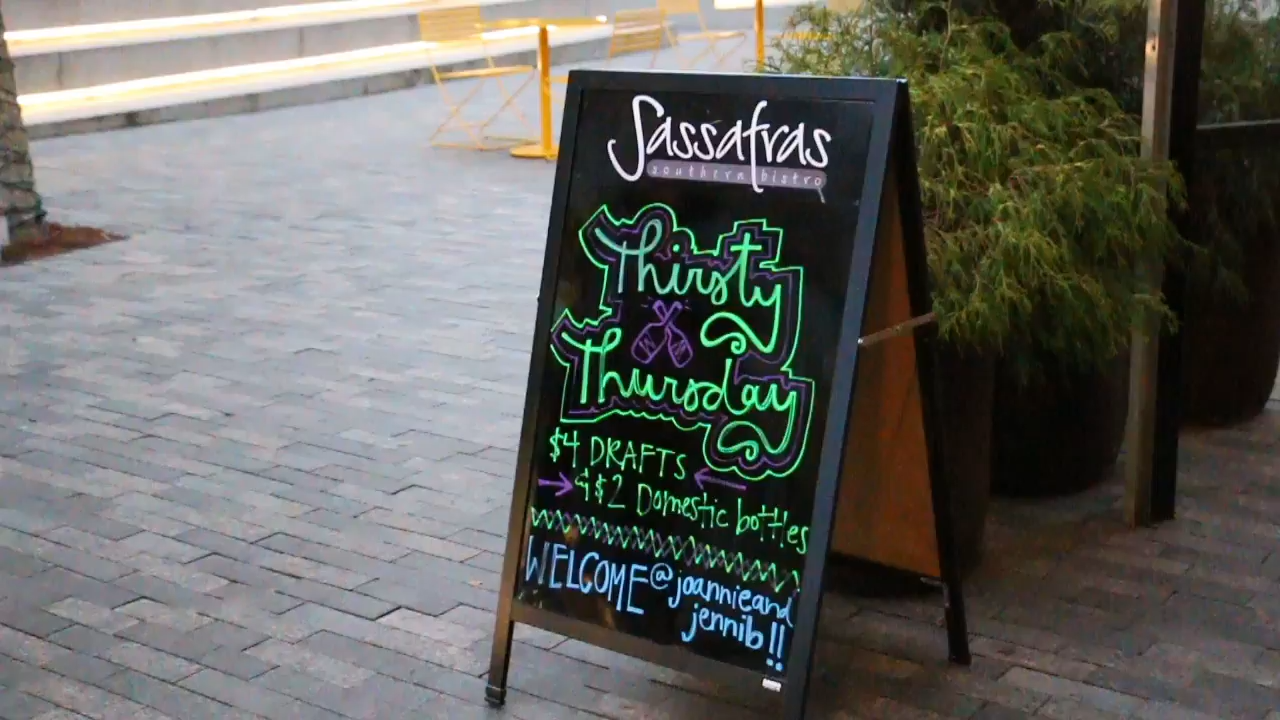 Sassafras
southern bistro
Thirsty
Thursday
$4 DRAFTS
& $2 Domestic bottles
WELCOME @joannieand
jennib!!